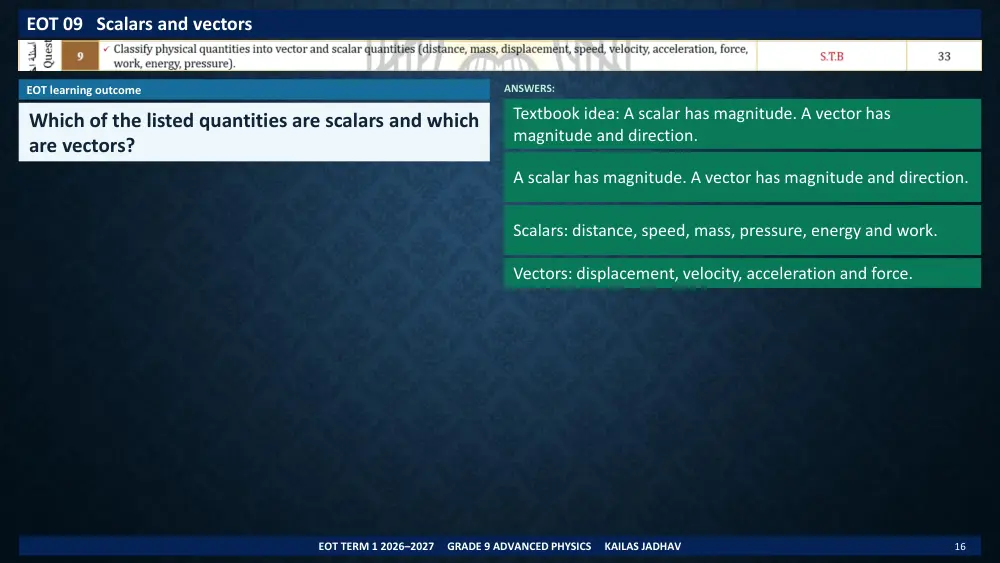 EOT 09 Scalars and vectors
Quest
9
✓ Classify physical quantities into vector and scalar quantities (distance, mass, displacement, speed, velocity, acceleration, force,
work, energy, pressure).
S.T.B
33
EOT learning outcome
Which of the listed quantities are scalars and which
are vectors?
ANSWERS:
Textbook idea: A scalar has magnitude. A vector has
magnitude and direction.
A scalar has magnitude. A vector has magnitude and direction.
Scalars: distance, speed, mass, pressure, energy and work.
Vectors: displacement, velocity, acceleration and force.
EOT TERM 1 2026–2027 GRADE 9 ADVANCED PHYSICS KAILAS JADHAV
16